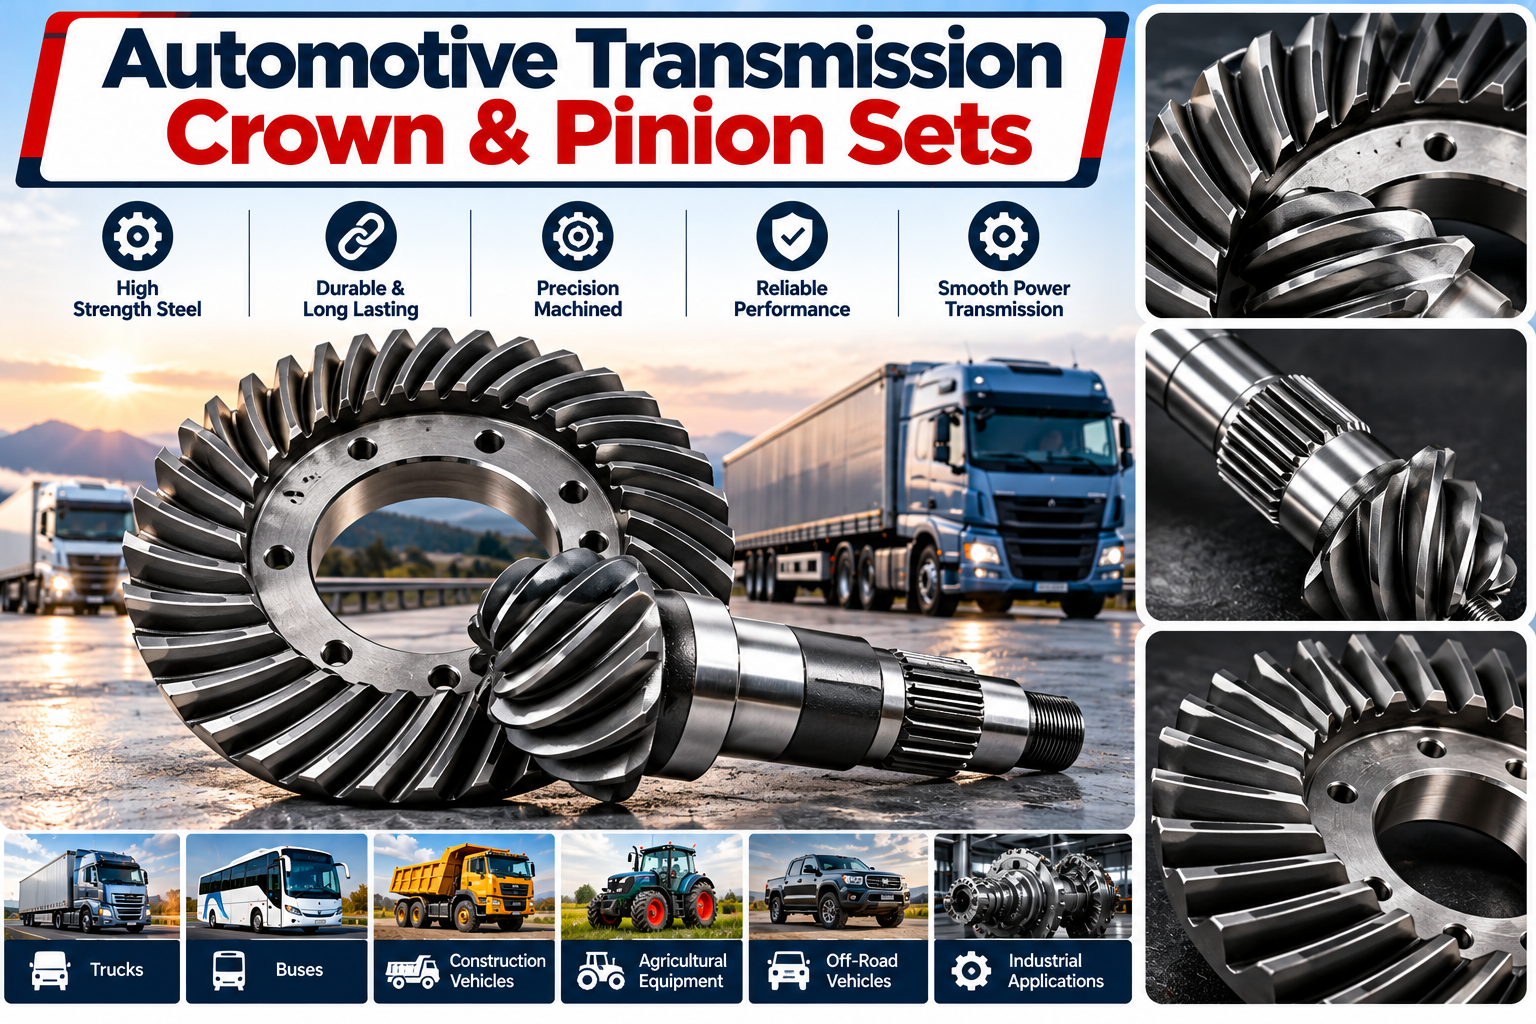 Automotive Transmission
Crown & Pinion Sets
High
Strength Steel
Durable &
Long Lasting
Precision
Machined
Reliable
Performance
Smooth Power
Transmission
Trucks
Buses
Construction
Vehicles
Agricultural
Equipment
Off-Road
Vehicles
Industrial
Applications